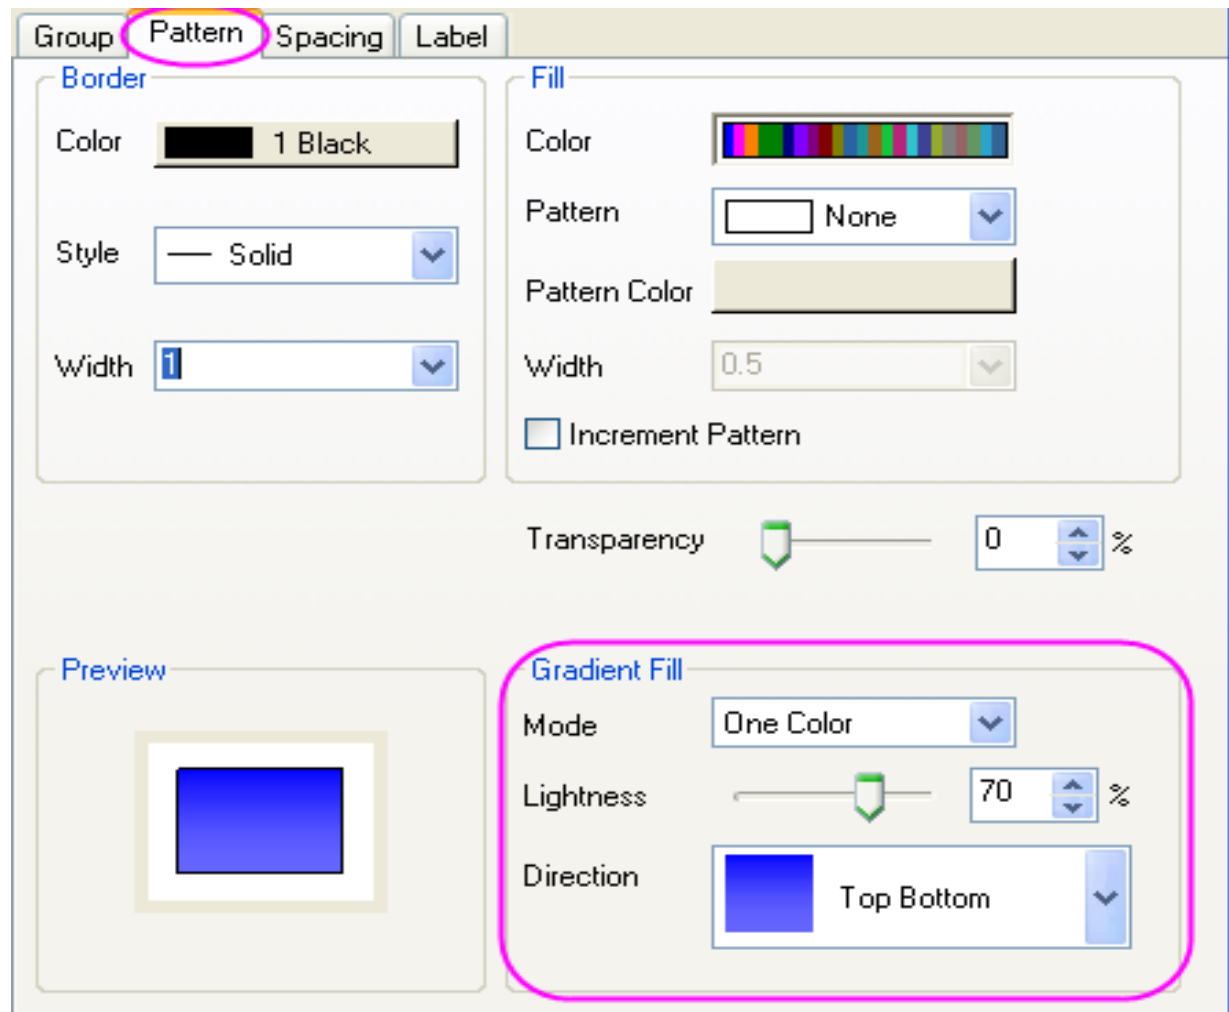 Group Pattern Spacing Label
Border
Color 1 Black
Style Solid
Width 1
Fill
Color
Pattern None
Pattern Color
Width 0.5
Increment Pattern
Transparency 0 %
Preview
Gradient Fill
Mode One Color
Lightness 70 %
Direction Top Bottom